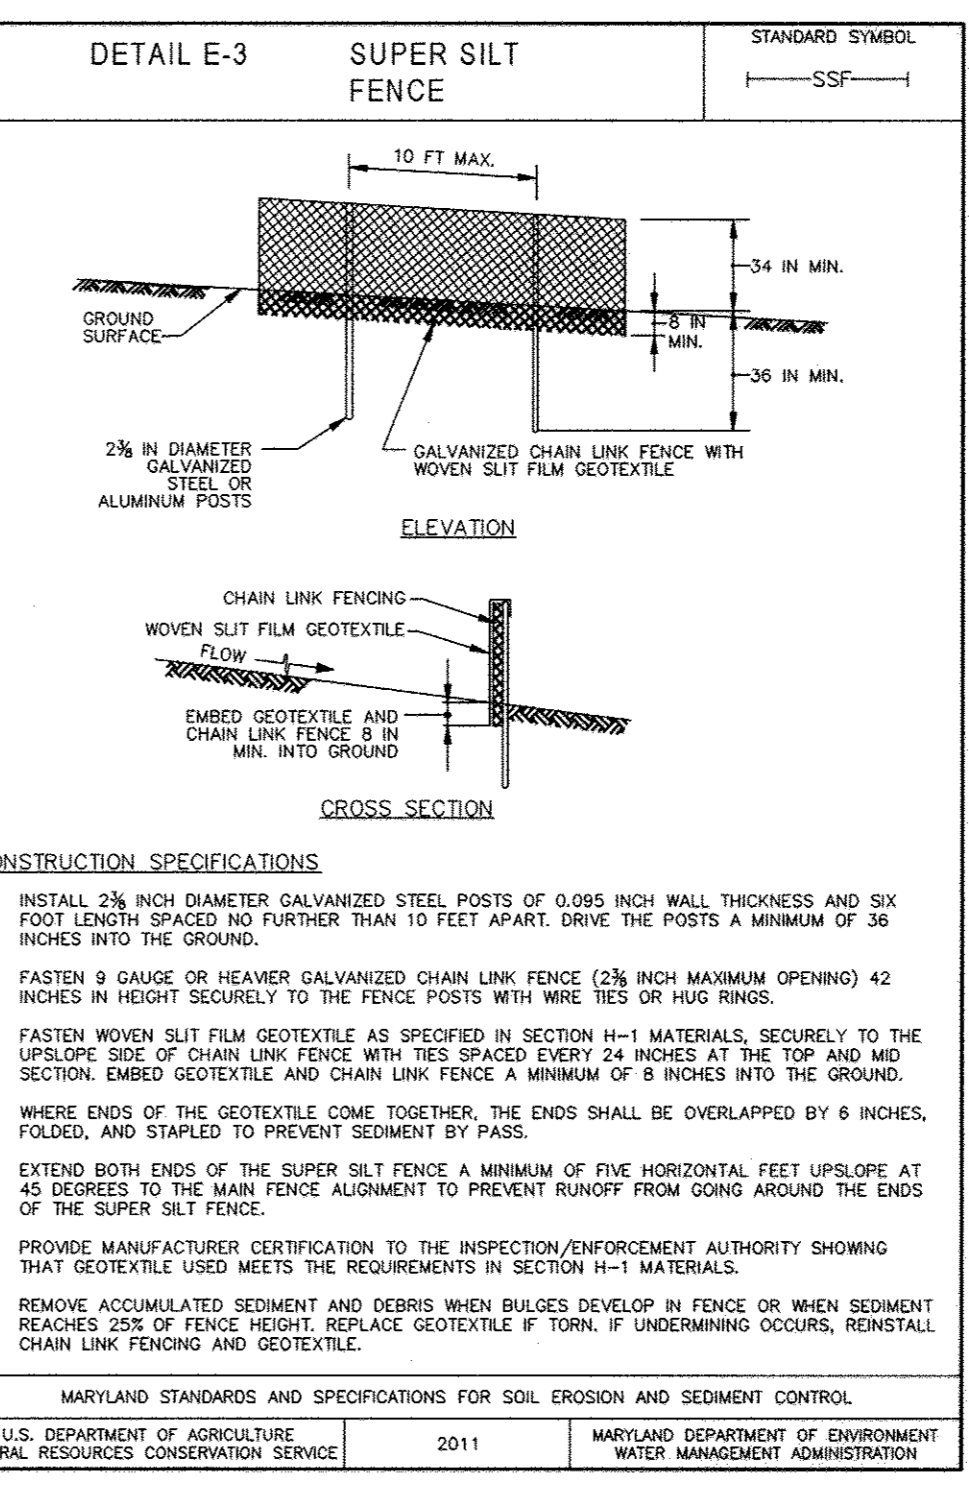 DETAIL E-3
SUPER SILT
FENCE
STANDARD SYMBOL
SSF
10 FT MAX.
34 IN MIN.
GROUND
SURFACE
8 IN
MIN.
36 IN MIN.
2⅜ IN DIAMETER
GALVANIZED
STEEL OR
ALUMINUM POSTS
GALVANIZED CHAIN LINK FENCE WITH
WOVEN SLIT FILM GEOTEXTILE
ELEVATION
CHAIN LINK FENCING
WOVEN SLIT FILM GEOTEXTILE
FLOW
EMBED GEOTEXTILE AND
CHAIN LINK FENCE 8 IN
MIN. INTO GROUND
CROSS SECTION
ONSTRUCTION SPECIFICATIONS
INSTALL 2⅜ INCH DIAMETER GALVANIZED STEEL POSTS OF 0.095 INCH WALL THICKNESS AND SIX
FOOT LENGTH SPACED NO FURTHER THAN 10 FEET APART. DRIVE THE POSTS A MINIMUM OF 36
INCHES INTO THE GROUND.
FASTEN 9 GAUGE OR HEAVIER GALVANIZED CHAIN LINK FENCE (2⅜ INCH MAXIMUM OPENING) 42
INCHES IN HEIGHT SECURELY TO THE FENCE POSTS WITH WIRE TIES OR HUG RINGS.
FASTEN WOVEN SLIT FILM GEOTEXTILE AS SPECIFIED IN SECTION H-1 MATERIALS, SECURELY TO THE
UPSLOPE SIDE OF CHAIN LINK FENCE WITH TIES SPACED EVERY 24 INCHES AT THE TOP AND MID
SECTION. EMBED GEOTEXTILE AND CHAIN LINK FENCE A MINIMUM OF 8 INCHES INTO THE GROUND.
WHERE ENDS OF THE GEOTEXTILE COME TOGETHER, THE ENDS SHALL BE OVERLAPPED BY 6 INCHES,
FOLDED, AND STAPLED TO PREVENT SEDIMENT BY PASS.
EXTEND BOTH ENDS OF THE SUPER SILT FENCE A MINIMUM OF FIVE HORIZONTAL FEET UPSLOPE AT
45 DEGREES TO THE MAIN FENCE ALIGNMENT TO PREVENT RUNOFF FROM GOING AROUND THE ENDS
OF THE SUPER SILT FENCE.
PROVIDE MANUFACTURER CERTIFICATION TO THE INSPECTION/ENFORCEMENT AUTHORITY SHOWING
THAT GEOTEXTILE USED MEETS THE REQUIREMENTS IN SECTION H-1 MATERIALS.
REMOVE ACCUMULATED SEDIMENT AND DEBRIS WHEN BULGES DEVELOP IN FENCE OR WHEN SEDIMENT
REACHES 25% OF FENCE HEIGHT. REPLACE GEOTEXTILE IF TORN. IF UNDERMINING OCCURS, REINSTALL
CHAIN LINK FENCING AND GEOTEXTILE.
MARYLAND STANDARDS AND SPECIFICATIONS FOR SOIL EROSION AND SEDIMENT CONTROL
U.S. DEPARTMENT OF AGRICULTURE
RAL RESOURCES CONSERVATION SERVICE
2011
MARYLAND DEPARTMENT OF ENVIRONMENT
WATER MANAGEMENT ADMINISTRATION